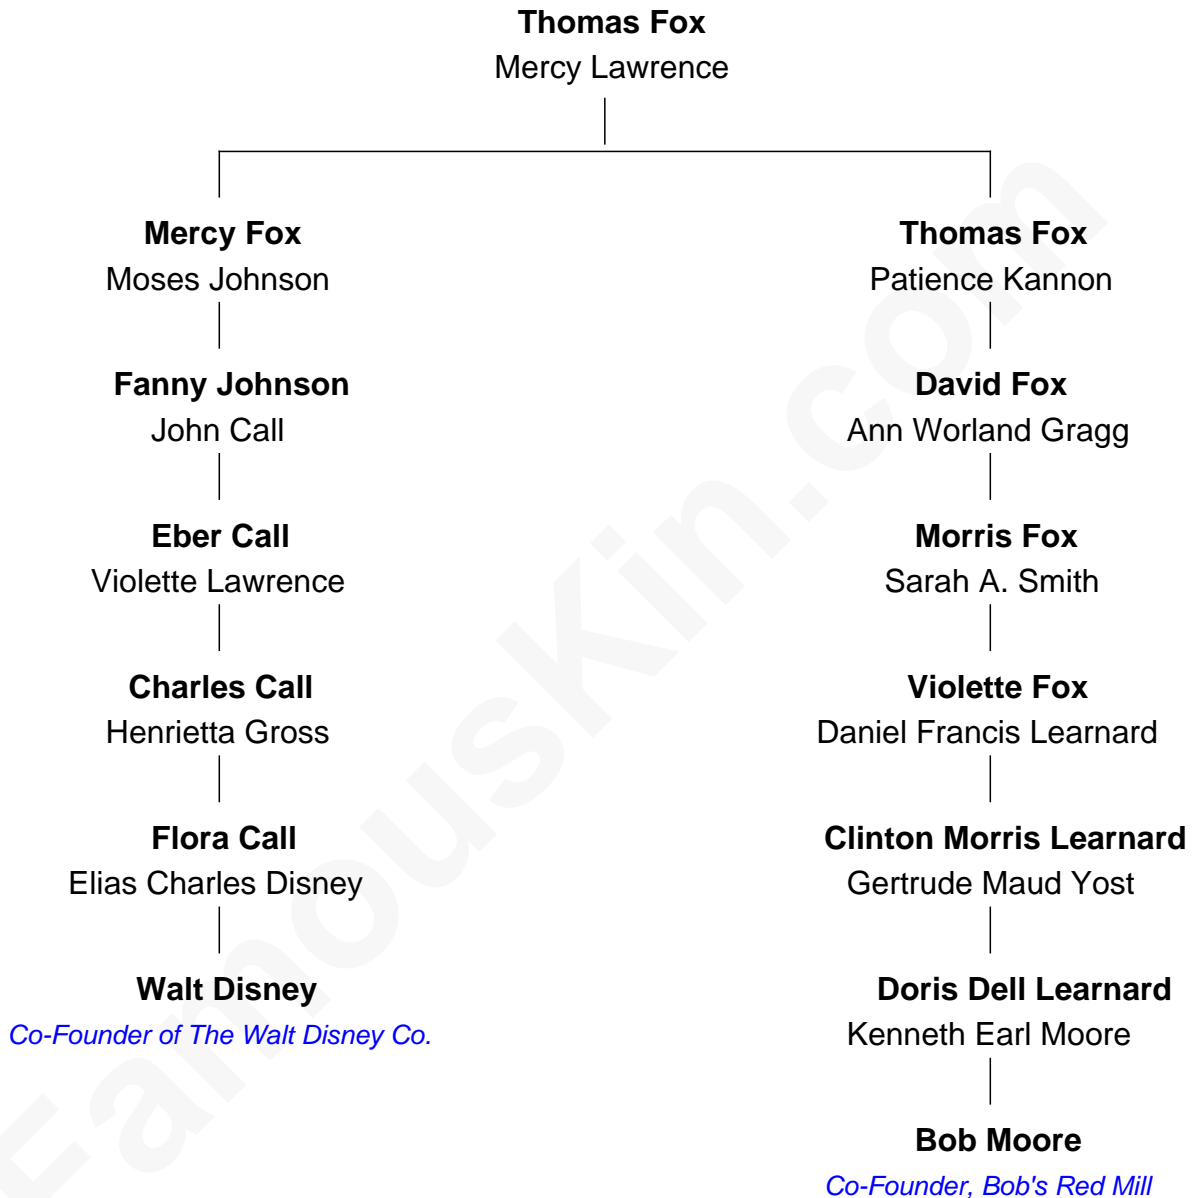 Thomas Fox
Mercy Lawrence
Mercy Fox
Moses Johnson
Fanny Johnson
John Call
Eber Call
Violette Lawrence
Charles Call
Henrietta Gross
Flora Call
Elias Charles Disney
Walt Disney
Co-Founder of The Walt Disney Co.
Thomas Fox
Patience Kannon
David Fox
Ann Worland Gragg
Morris Fox
Sarah A. Smith
Violette Fox
Daniel Francis Learnard
Clinton Morris Learnard
Gertrude Maud Yost
Doris Dell Learnard
Kenneth Earl Moore
Bob Moore
Co-Founder, Bob's Red Mill
FamousKin.com